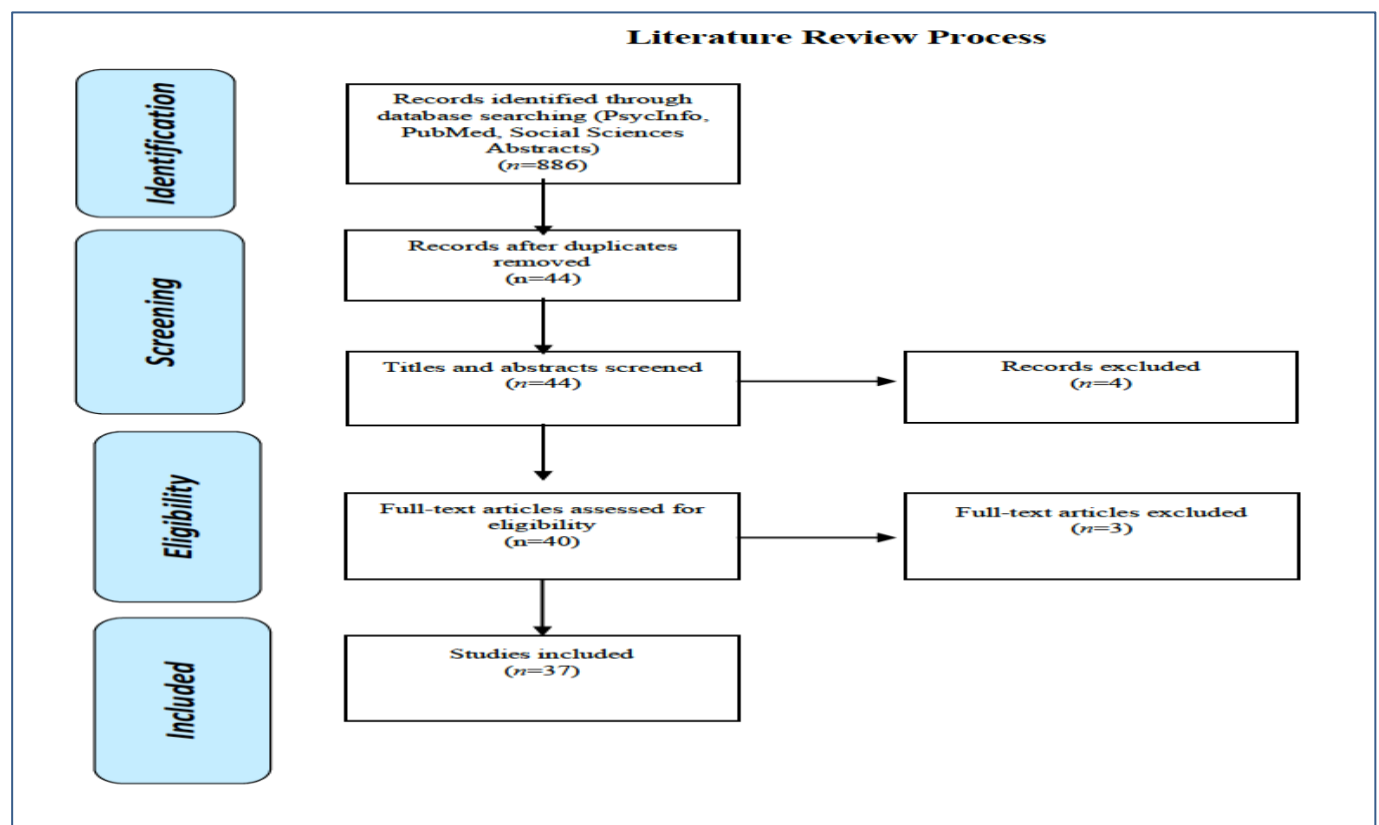 Literature Review Process
Identification
Records identified through
database searching (PsycInfo,
PubMed, Social Sciences
Abstracts)
(n=886)
Screening
Records after duplicates
removed
(n=44)
Titles and abstracts screened
(n=44)
Records excluded
(n=4)
Eligibility
Full-text articles assessed for
eligibility
(n=40)
Full-text articles excluded
(n=3)
Included
Studies included
(n=37)